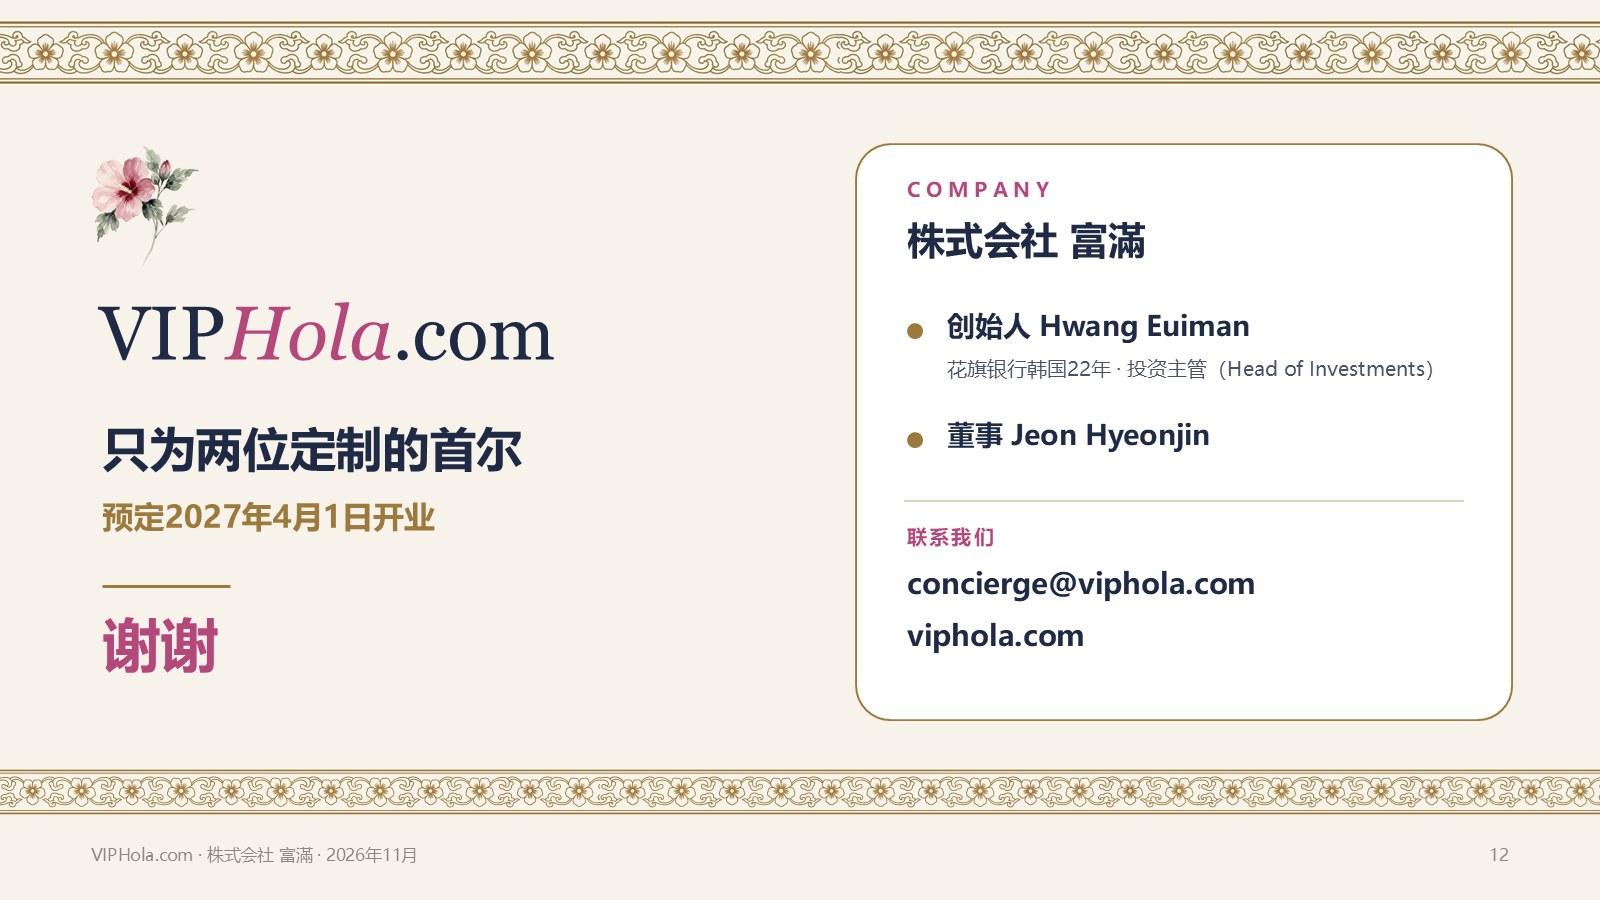 VIPHola.com
只为两位定制的首尔
预定2027年4月1日开业
谢谢
COMPANY
株式会社 富滿
创始人 Hwang Euiman
花旗银行韩国22年 · 投资主管（Head of Investments）
董事 Jeon Hyeonjin
联系我们
concierge@viphola.com
viphola.com
VIPHola.com · 株式会社 富滿 · 2026年11月
12